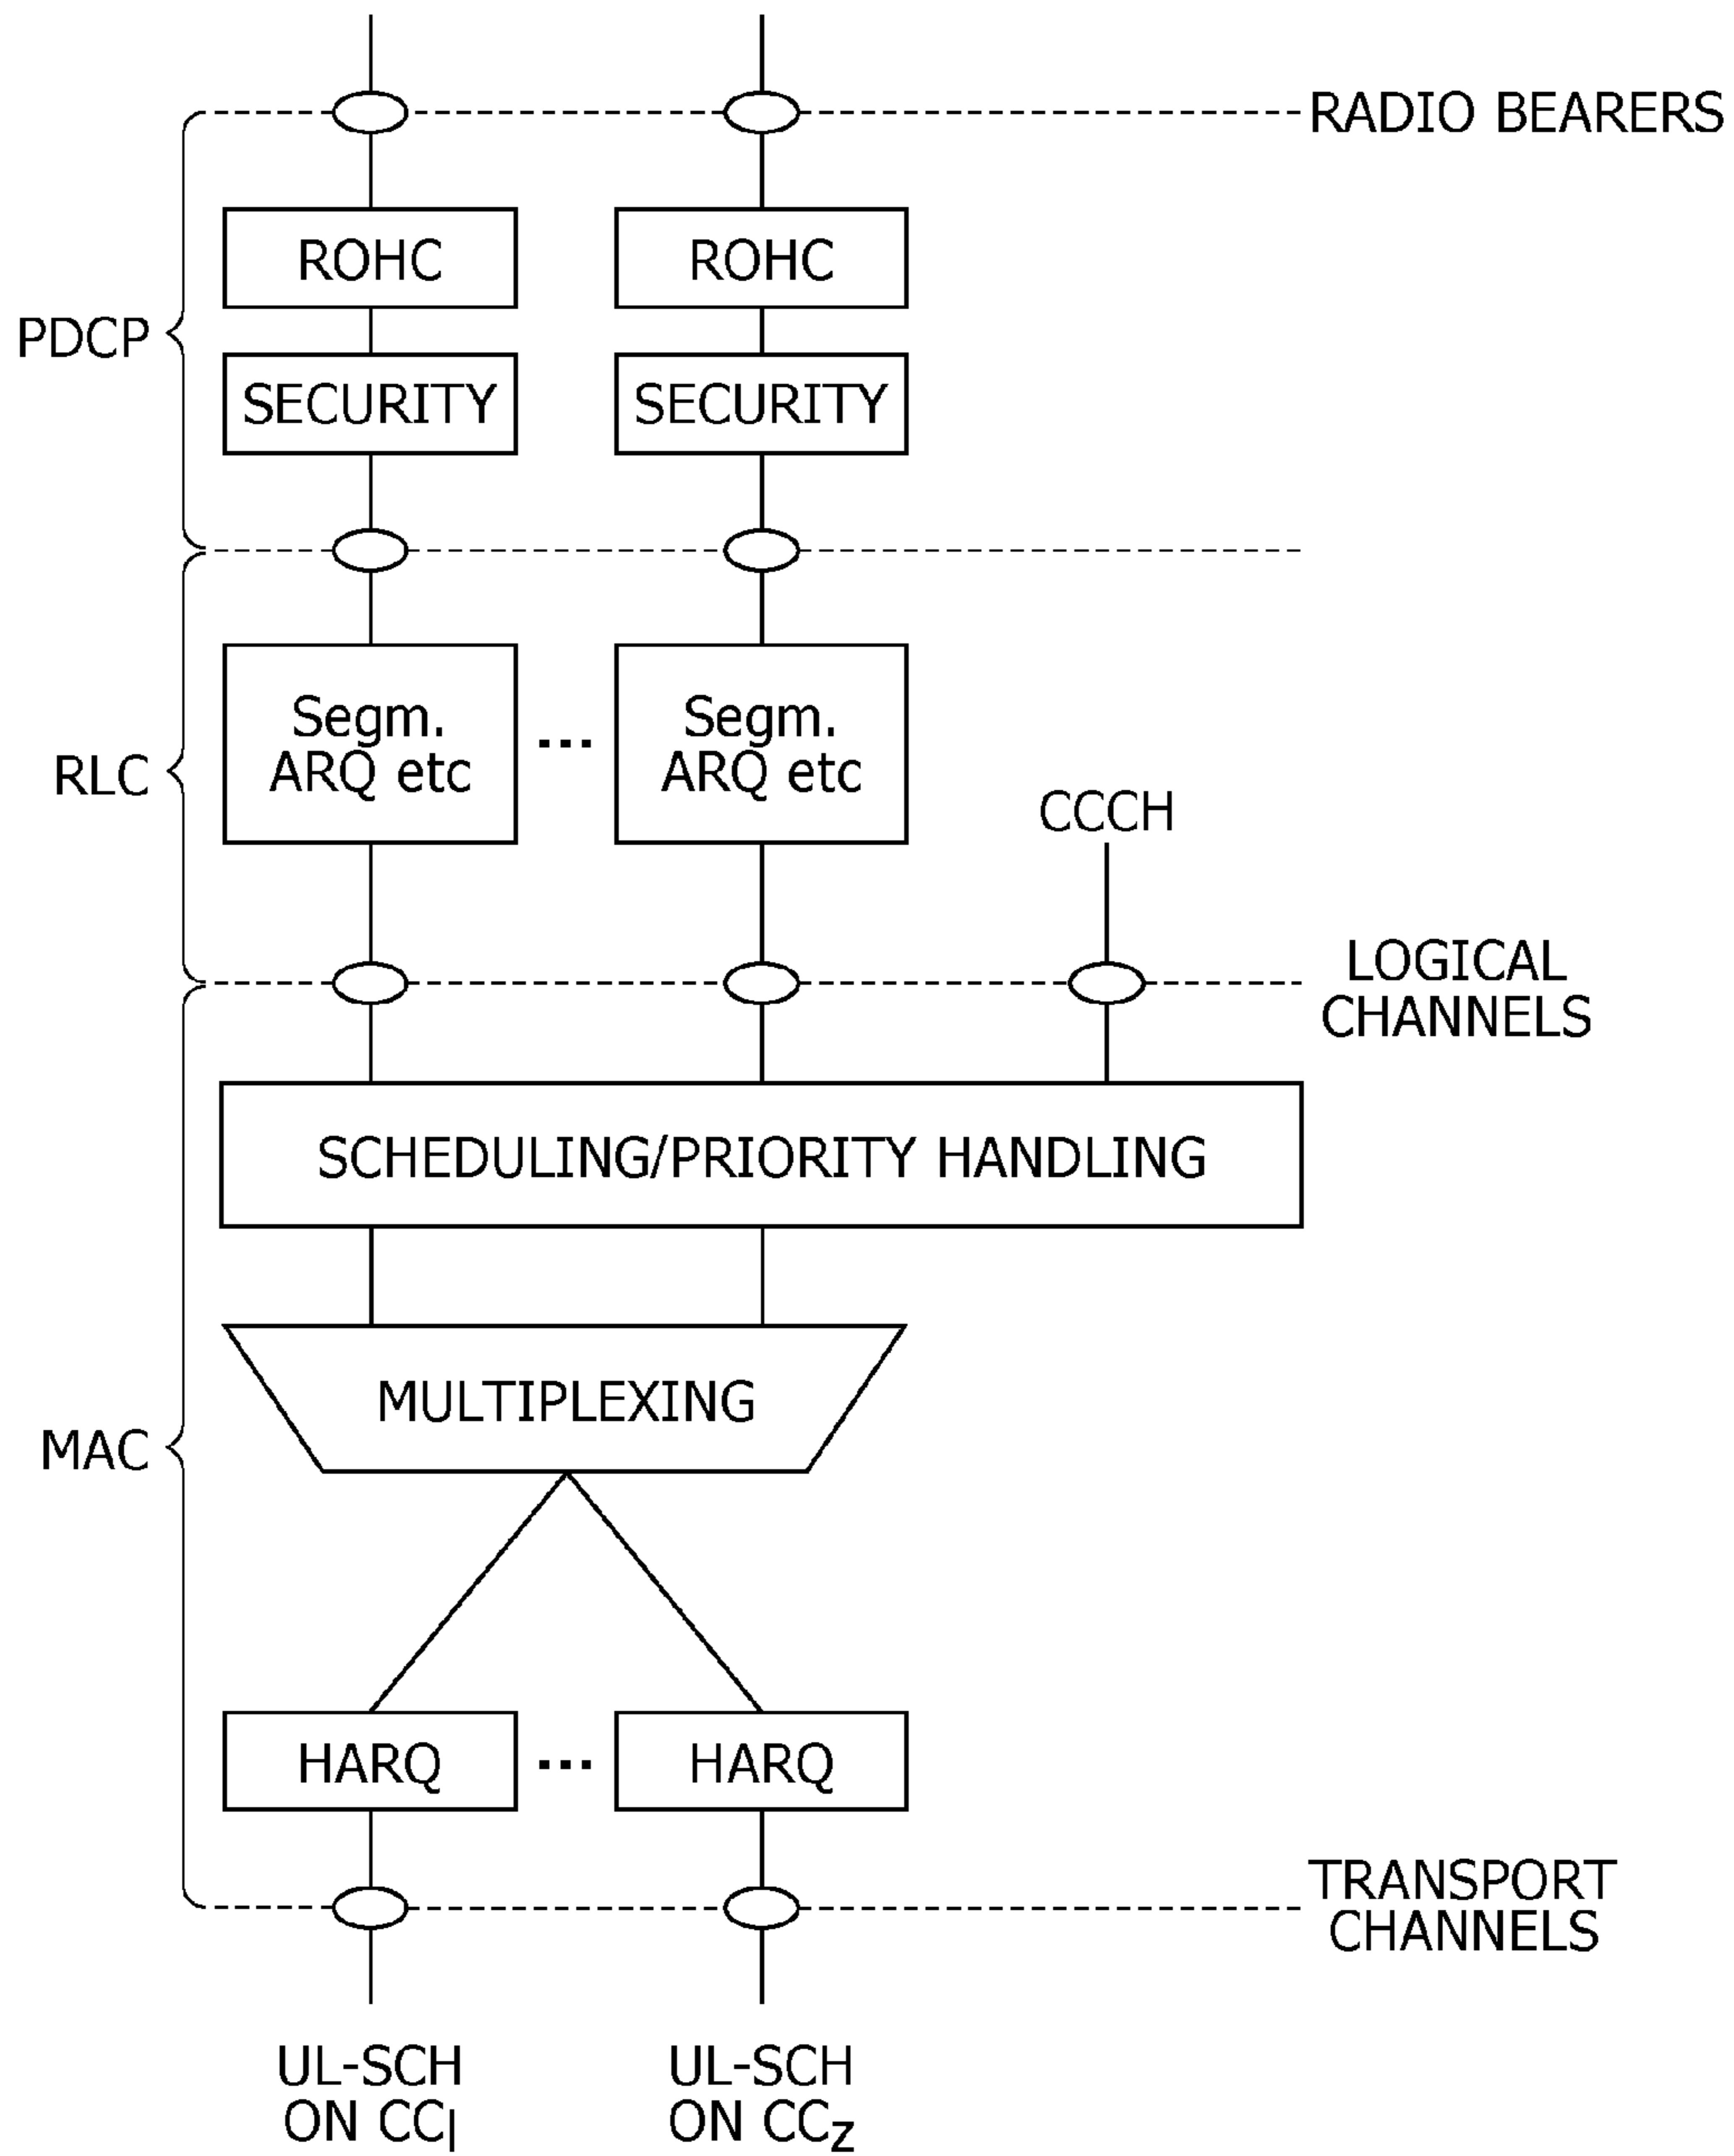 RADIO BEARERS
ROHC
ROHC
PDCP
SECURITY
SECURITY
Segm.
ARQ etc
...
Segm.
ARQ etc
RLC
CCCH
LOGICAL
CHANNELS
SCHEDULING/PRIORITY HANDLING
MULTIPLEXING
MAC
HARQ
...
HARQ
TRANSPORT
CHANNELS
UL-SCH
ON CCl
UL-SCH
ON CCz